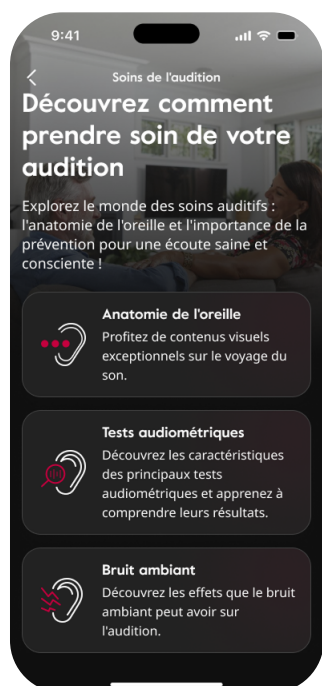 9:41
Soins de l'audition
Découvrez comment
prendre soin de votre
audition
Explorez le monde des soins auditifs :
l'anatomie de l'oreille et l'importance de la
prévention pour une écoute saine et
consciente !
Anatomie de l'oreille
Profitez de contenus visuels
exceptionnels sur le voyage du
son.
Tests audiométriques
Découvrez les caractéristiques
des principaux tests
audiométriques et apprenez à
comprendre leurs résultats.
Bruit ambiant
Découvrez les effets que le bruit
ambiant peut avoir sur
l'audition.